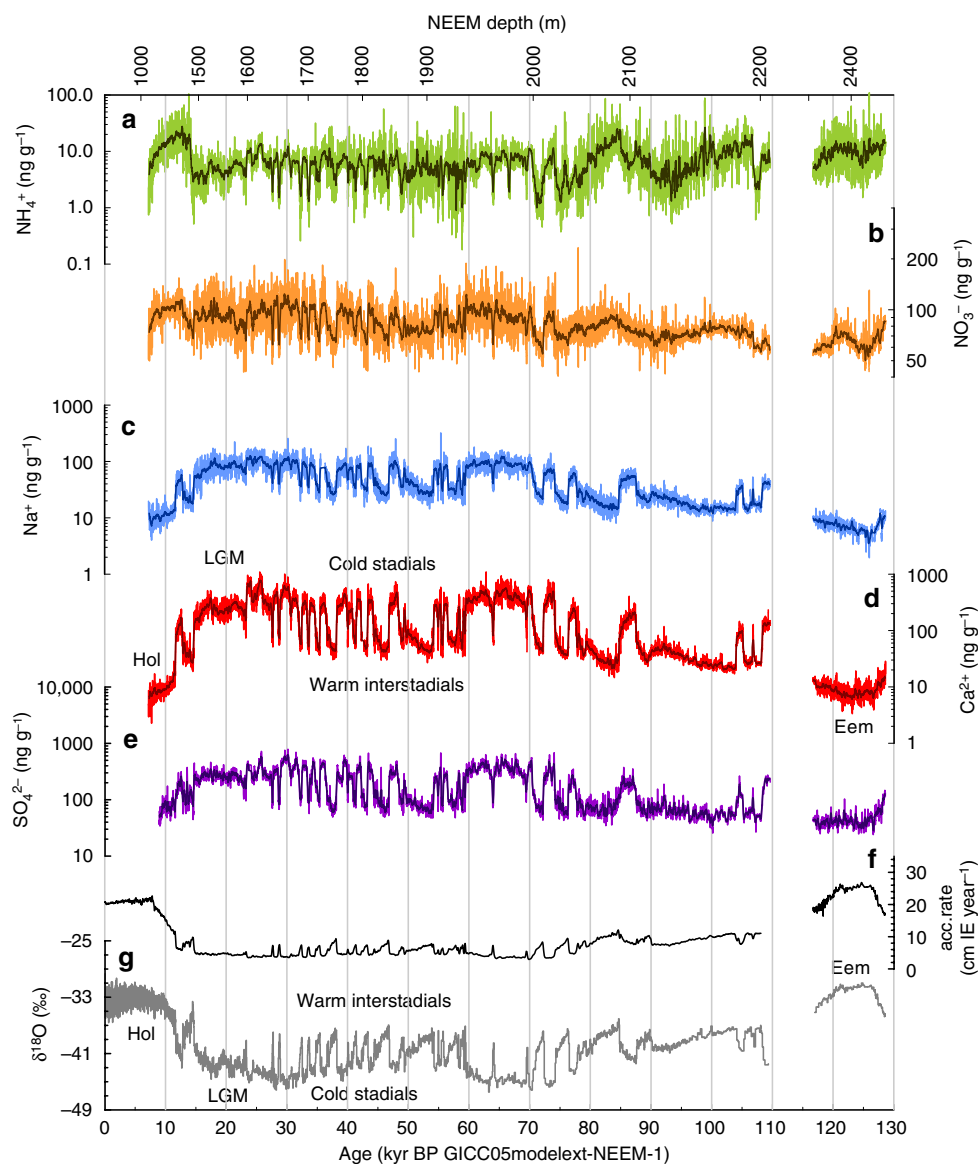 NEEM depth (m)
1000 1500 1600 1700 1800 1900 2000 2100 2200 2400
a
100.0
10.0
1.0
0.1
NH₄⁺ (ng g⁻¹)
b
200
100
50
NO₃⁻ (ng g⁻¹)
c
1000
100
10
1
Na⁺ (ng g⁻¹)
LGM
Cold stadials
d
1000
100
10
1
Ca²⁺ (ng g⁻¹)
Hol
Warm interstadials
Eem
e
10,000
1000
100
10
SO₄²⁻ (ng g⁻¹)
f
30
20
10
0
acc.rate
(cm IE year⁻¹)
g
−25
−33
−41
−49
δ¹⁸O (‰)
Eem
Warm interstadials
Hol
LGM
Cold stadials
0 10 20 30 40 50 60 70 80 90 100 110 120 130
Age (kyr BP GICC05modelext-NEEM-1)